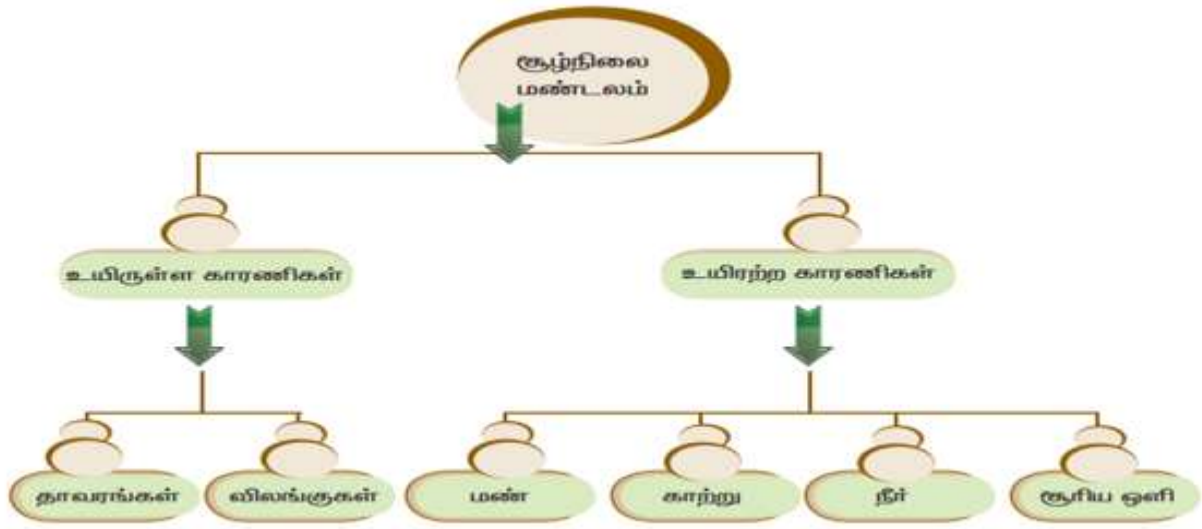 சூழ்நிலை
மண்டலம்
உயிருள்ள காரணிகள்
உயிரற்ற காரணிகள்
தாவரங்கள்
விலங்குகள்
மண்
காற்று
நீர்
சூரிய ஒளி